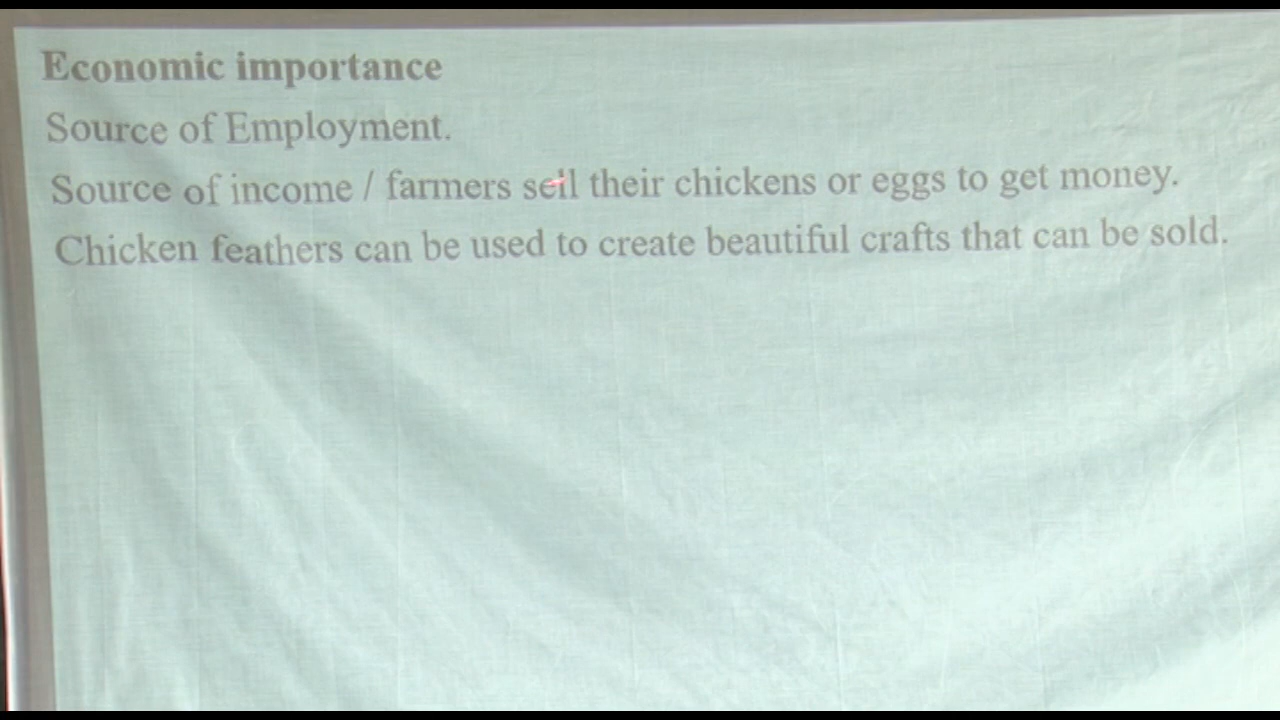 Economic importance
Source of Employment.
Source of income / farmers sell their chickens or eggs to get money.
Chicken feathers can be used to create beautiful crafts that can be sold.